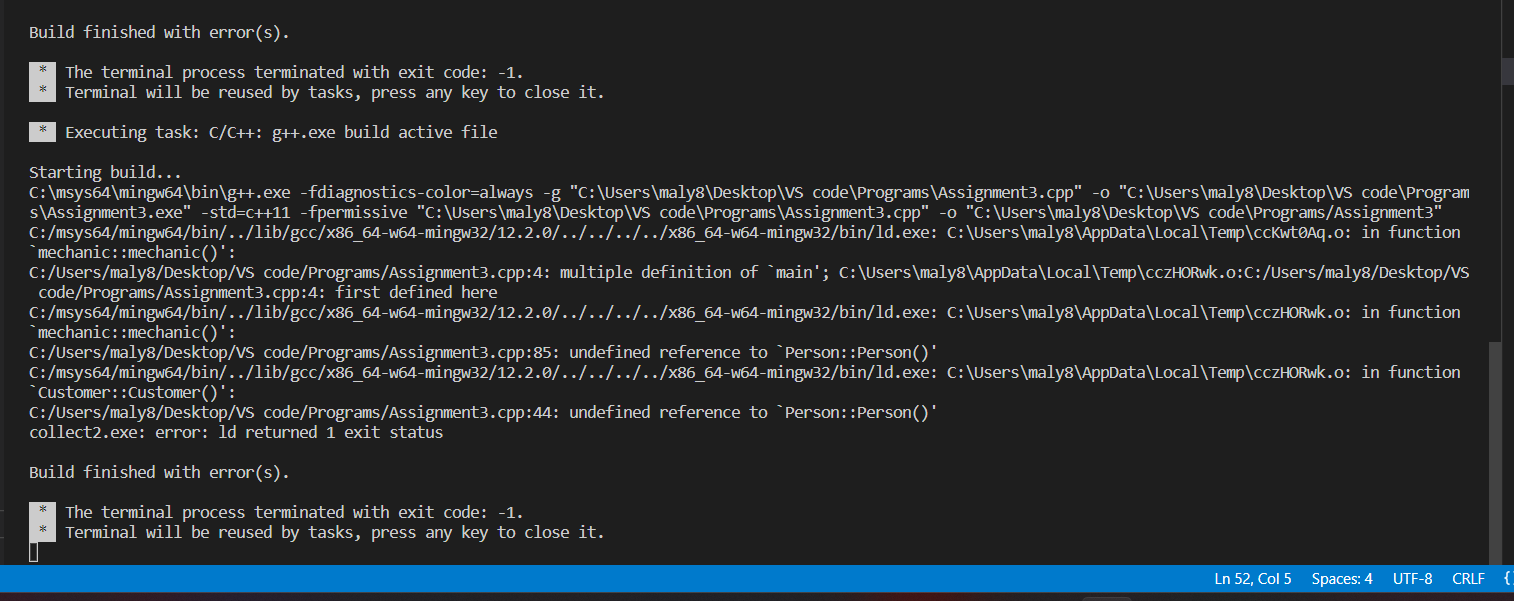 Build finished with error(s).
* The terminal process terminated with exit code: -1.
* Terminal will be reused by tasks, press any key to close it.
* Executing task: C/C++: g++.exe build active file
Starting build...
C:\msys64\mingw64\bin\g++.exe -fdiagnostics-color=always -g "C:\Users\maly8\Desktop\VS code\Programs\Assignment3.cpp" -o "C:\Users\maly8\Desktop\VS code\Program
s\Assignment3.exe" -std=c++11 -fpermissive "C:\Users\maly8\Desktop\VS code\Programs\Assignment3.cpp" -o "C:\Users\maly8\Desktop\VS code\Programs/Assignment3"
C:/msys64/mingw64/bin/../lib/gcc/x86_64-w64-mingw32/12.2.0/../../../../x86_64-w64-mingw32/bin/ld.exe: C:\Users\maly8\AppData\Local\Temp\ccKwt0Aq.o: in function
`mechanic::mechanic()':
C:/Users/maly8/Desktop/VS code/Programs/Assignment3.cpp:4: multiple definition of `main'; C:\Users\maly8\AppData\Local\Temp\cczHORwk.o:C:/Users/maly8/Desktop/VS
code/Programs/Assignment3.cpp:4: first defined here
C:/msys64/mingw64/bin/../lib/gcc/x86_64-w64-mingw32/12.2.0/../../../../x86_64-w64-mingw32/bin/ld.exe: C:\Users\maly8\AppData\Local\Temp\cczHORwk.o: in function
`mechanic::mechanic()':
C:/Users/maly8/Desktop/VS code/Programs/Assignment3.cpp:85: undefined reference to `Person::Person()'
C:/msys64/mingw64/bin/../lib/gcc/x86_64-w64-mingw32/12.2.0/../../../../x86_64-w64-mingw32/bin/ld.exe: C:\Users\maly8\AppData\Local\Temp\cczHORwk.o: in function
`Customer::Customer()':
C:/Users/maly8/Desktop/VS code/Programs/Assignment3.cpp:44: undefined reference to `Person::Person()'
collect2.exe: error: ld returned 1 exit status
Build finished with error(s).
* The terminal process terminated with exit code: -1.
* Terminal will be reused by tasks, press any key to close it.
Ln 52, Col 5 Spaces: 4 UTF-8 CRLF {